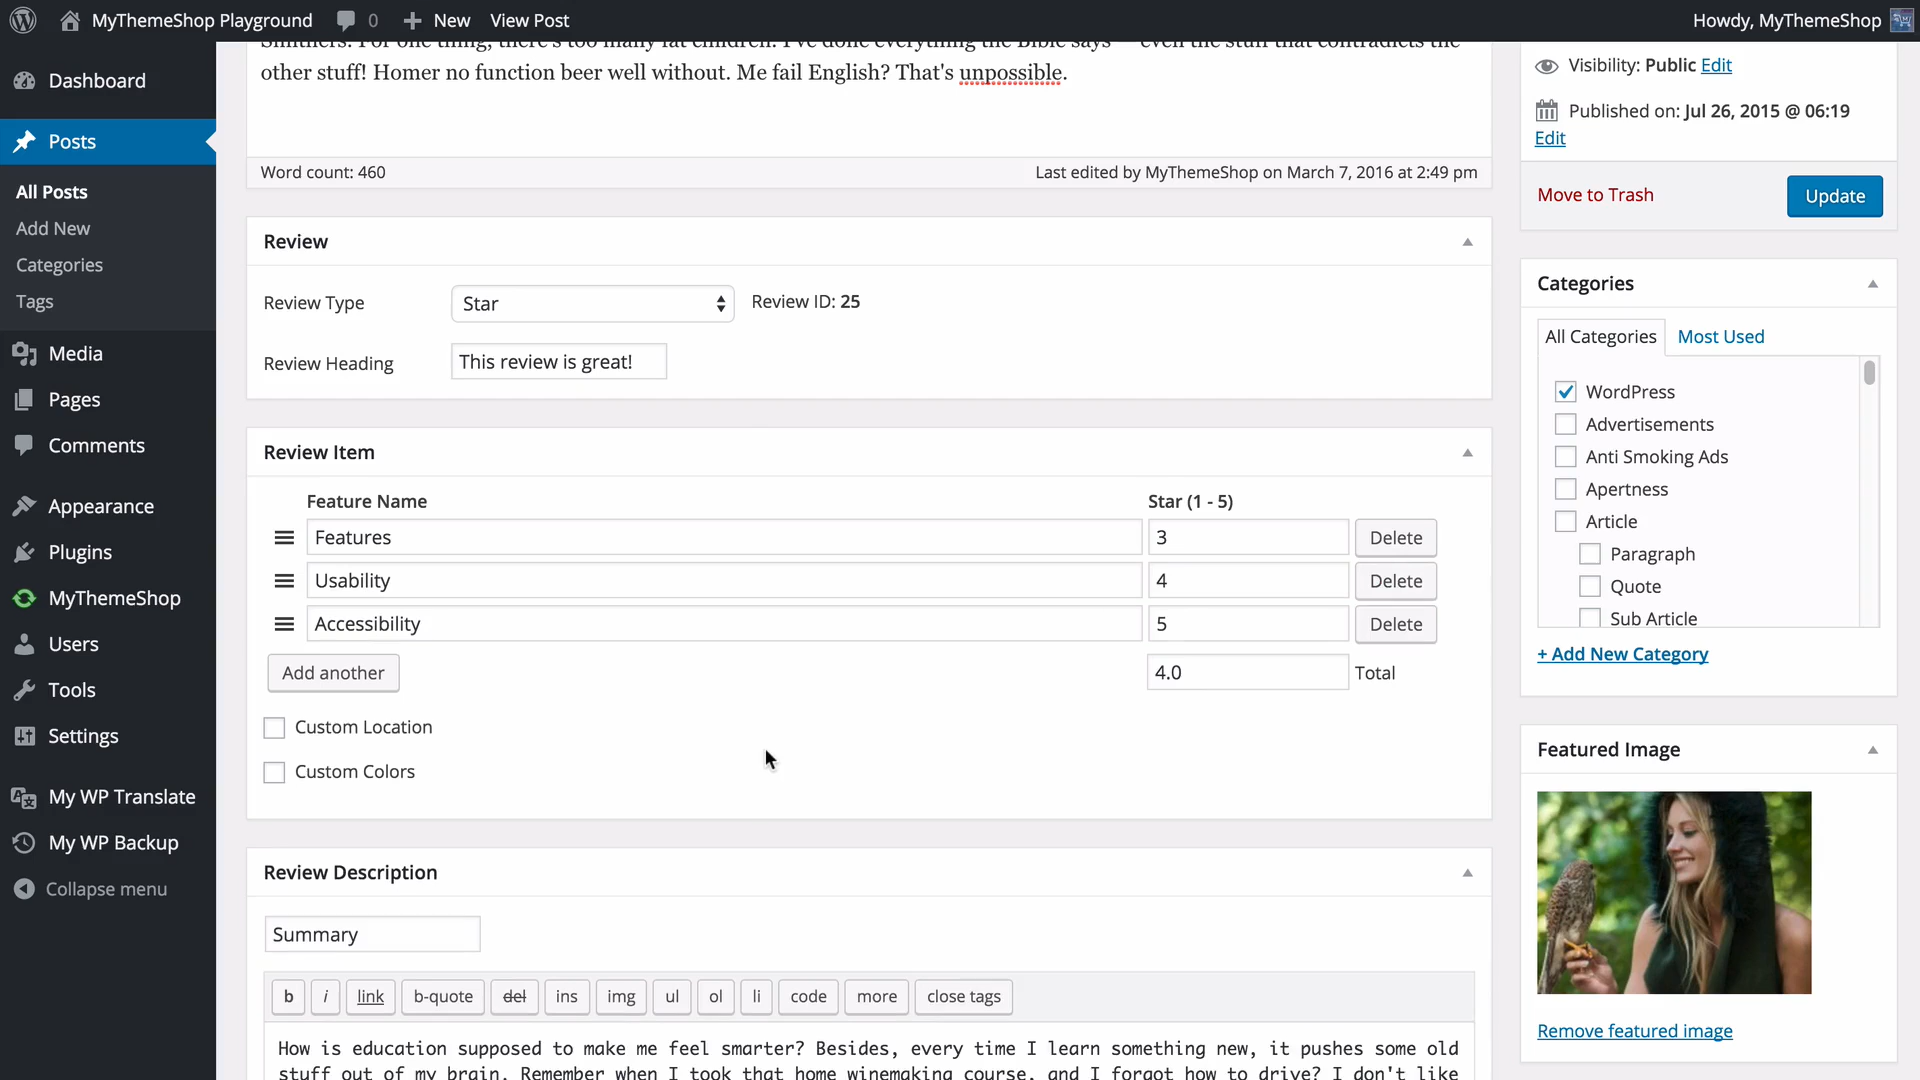 MyThemeShop Playground 0 New View Post Howdy, MyThemeShop
Dashboard
Posts
All Posts
Add New
Categories
Tags
Media
Pages
Comments
Appearance
Plugins
MyThemeShop
Users
Tools
Settings
My WP Translate
My WP Backup
Collapse menu
Smithers. For one thing, there's too many fat children. I've done everything the Bible says — even the stuff that contradicts the
other stuff! Homer no function beer well without. Me fail English? That's unpossible.
Word count: 460 Last edited by MyThemeShop on March 7, 2016 at 2:49 pm
Review
Review Type Star Review ID: 25
Review Heading This review is great!
Review Item
Feature Name Star (1 - 5)
Features 3 Delete
Usability 4 Delete
Accessibility 5 Delete
Add another 4.0 Total
Custom Location
Custom Colors
Review Description
Summary
b i link b-quote del ins img ul ol li code more close tags
How is education supposed to make me feel smarter? Besides, every time I learn something new, it pushes some old
stuff out of my brain. Remember when I took that home winemaking course, and I forgot how to drive? I don't like
Visibility: Public Edit
Published on: Jul 26, 2015 @ 06:19
Edit
Move to Trash Update
Categories
All Categories Most Used
WordPress
Advertisements
Anti Smoking Ads
Apertness
Article
Paragraph
Quote
Sub Article
+ Add New Category
Featured Image
Remove featured image